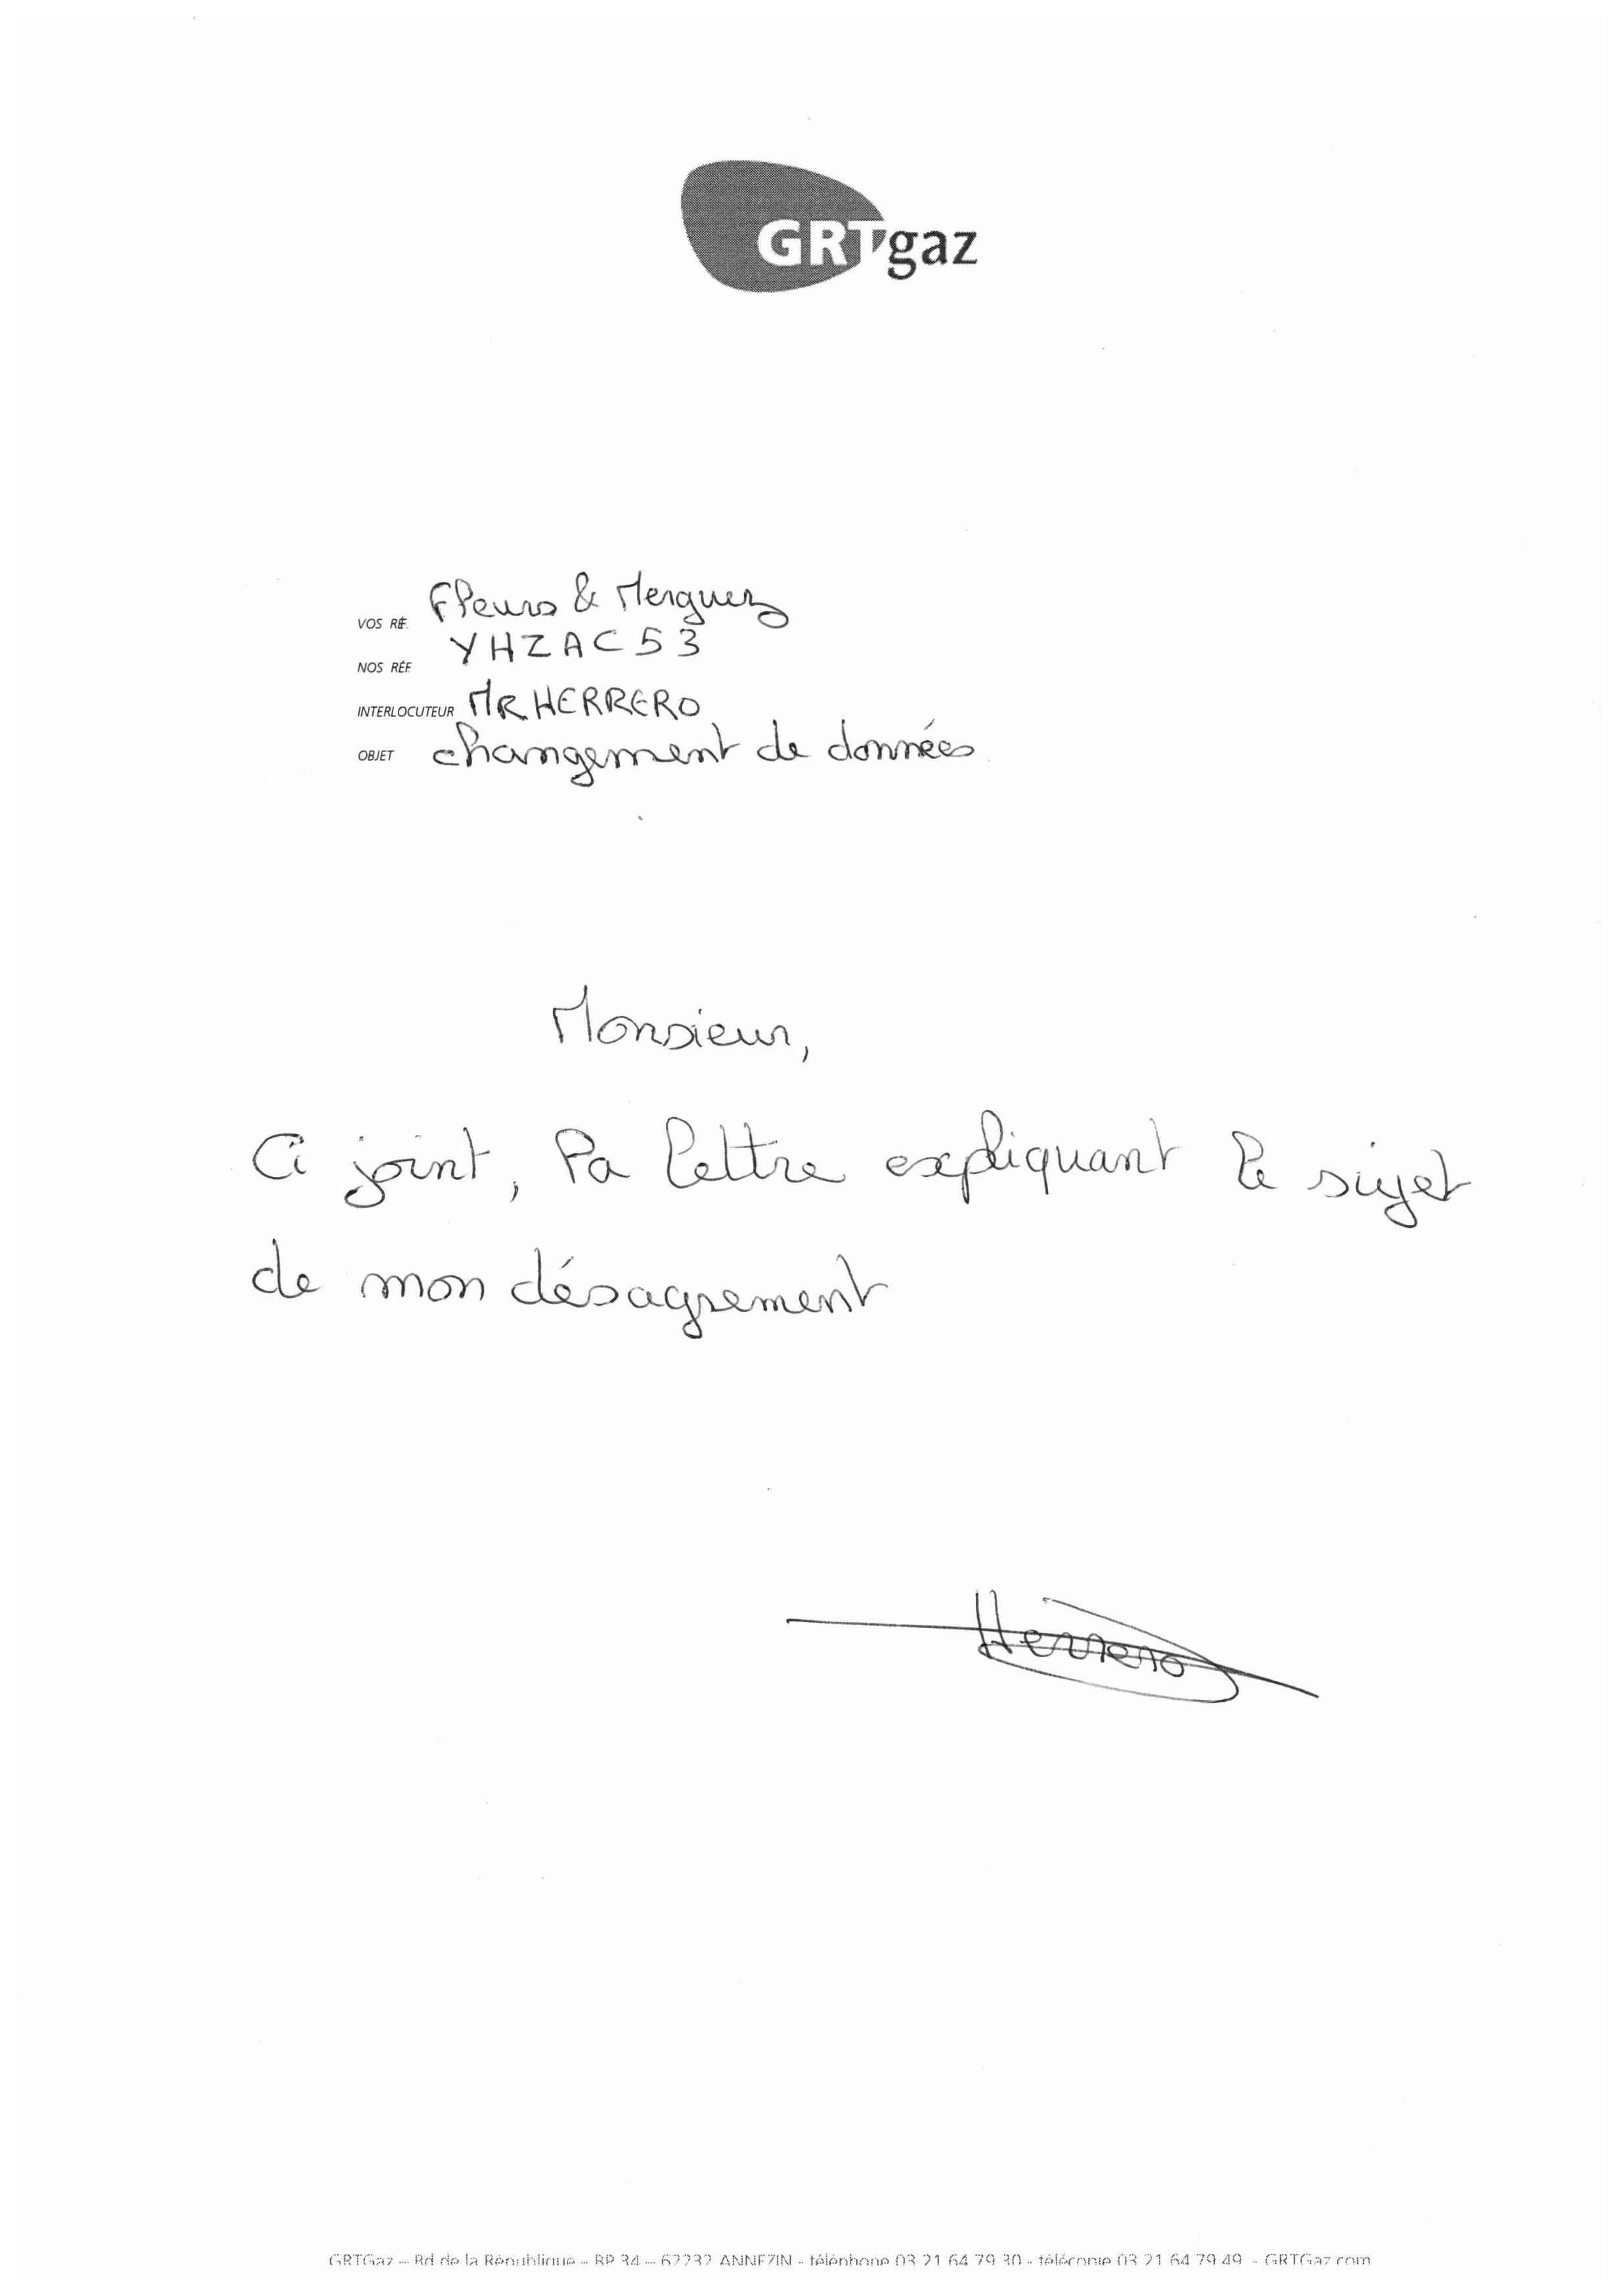 GRTgaz
VOS RÉF. Fleurs & Merguez
NOS RÉF YHZAC53
INTERLOCUTEUR MR HERRERO
OBJET changement de données
Monsieur,
Ci joint, la lettre expliquant le sujet
de mon désagrement
Herrero
GRTGaz – Bd de la République – BP 34 – 62232 ANNEZIN - téléphone 03 21 64 79 30 - télécopie 03 21 64 79 49 - GRTGaz.com